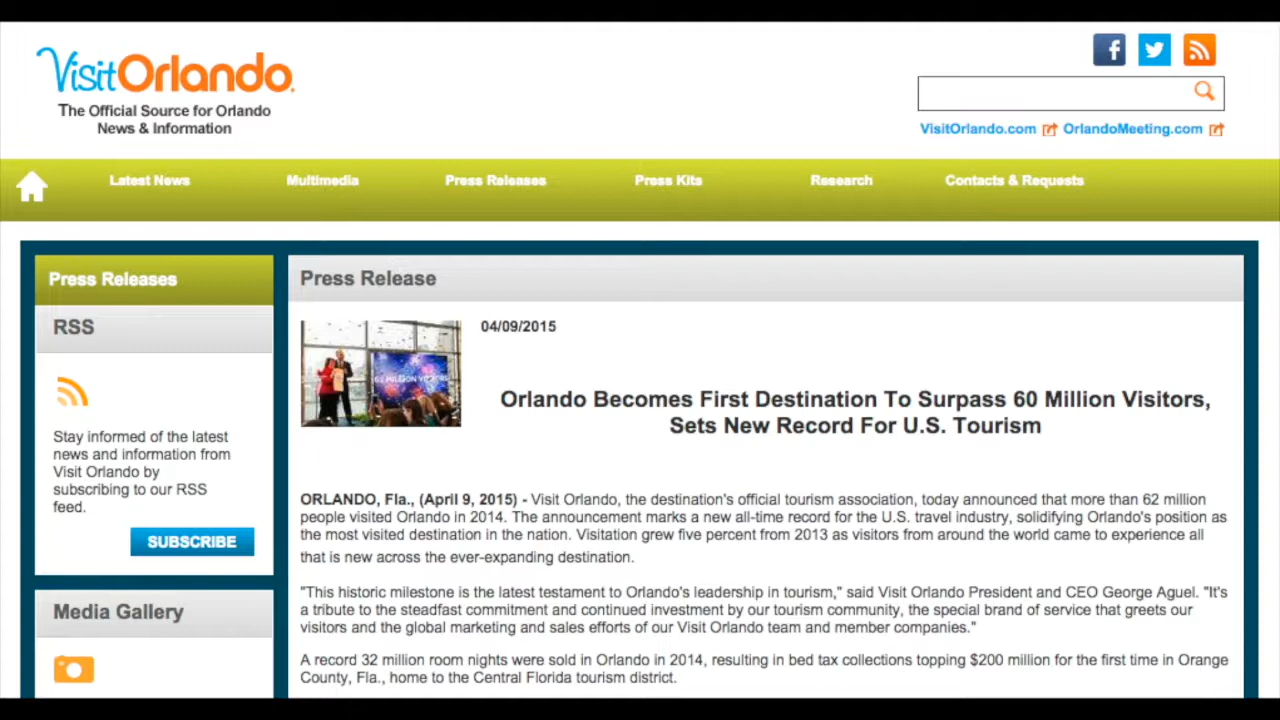 VisitOrlando.
The Official Source for Orlando
News & Information
VisitOrlando.com
OrlandoMeeting.com
Latest News
Multimedia
Press Releases
Press Kits
Research
Contacts & Requests
Press Releases
RSS
Stay informed of the latest
news and information from
Visit Orlando by
subscribing to our RSS
feed.
SUBSCRIBE
Media Gallery
Press Release
62 MILLION VISITORS
04/09/2015
Orlando Becomes First Destination To Surpass 60 Million Visitors,
Sets New Record For U.S. Tourism
ORLANDO, Fla., (April 9, 2015) - Visit Orlando, the destination's official tourism association, today announced that more than 62 million
people visited Orlando in 2014. The announcement marks a new all-time record for the U.S. travel industry, solidifying Orlando's position as
the most visited destination in the nation. Visitation grew five percent from 2013 as visitors from around the world came to experience all
that is new across the ever-expanding destination.
"This historic milestone is the latest testament to Orlando's leadership in tourism," said Visit Orlando President and CEO George Aguel. "It's
a tribute to the steadfast commitment and continued investment by our tourism community, the special brand of service that greets our
visitors and the global marketing and sales efforts of our Visit Orlando team and member companies."
A record 32 million room nights were sold in Orlando in 2014, resulting in bed tax collections topping $200 million for the first time in Orange
County, Fla., home to the Central Florida tourism district.